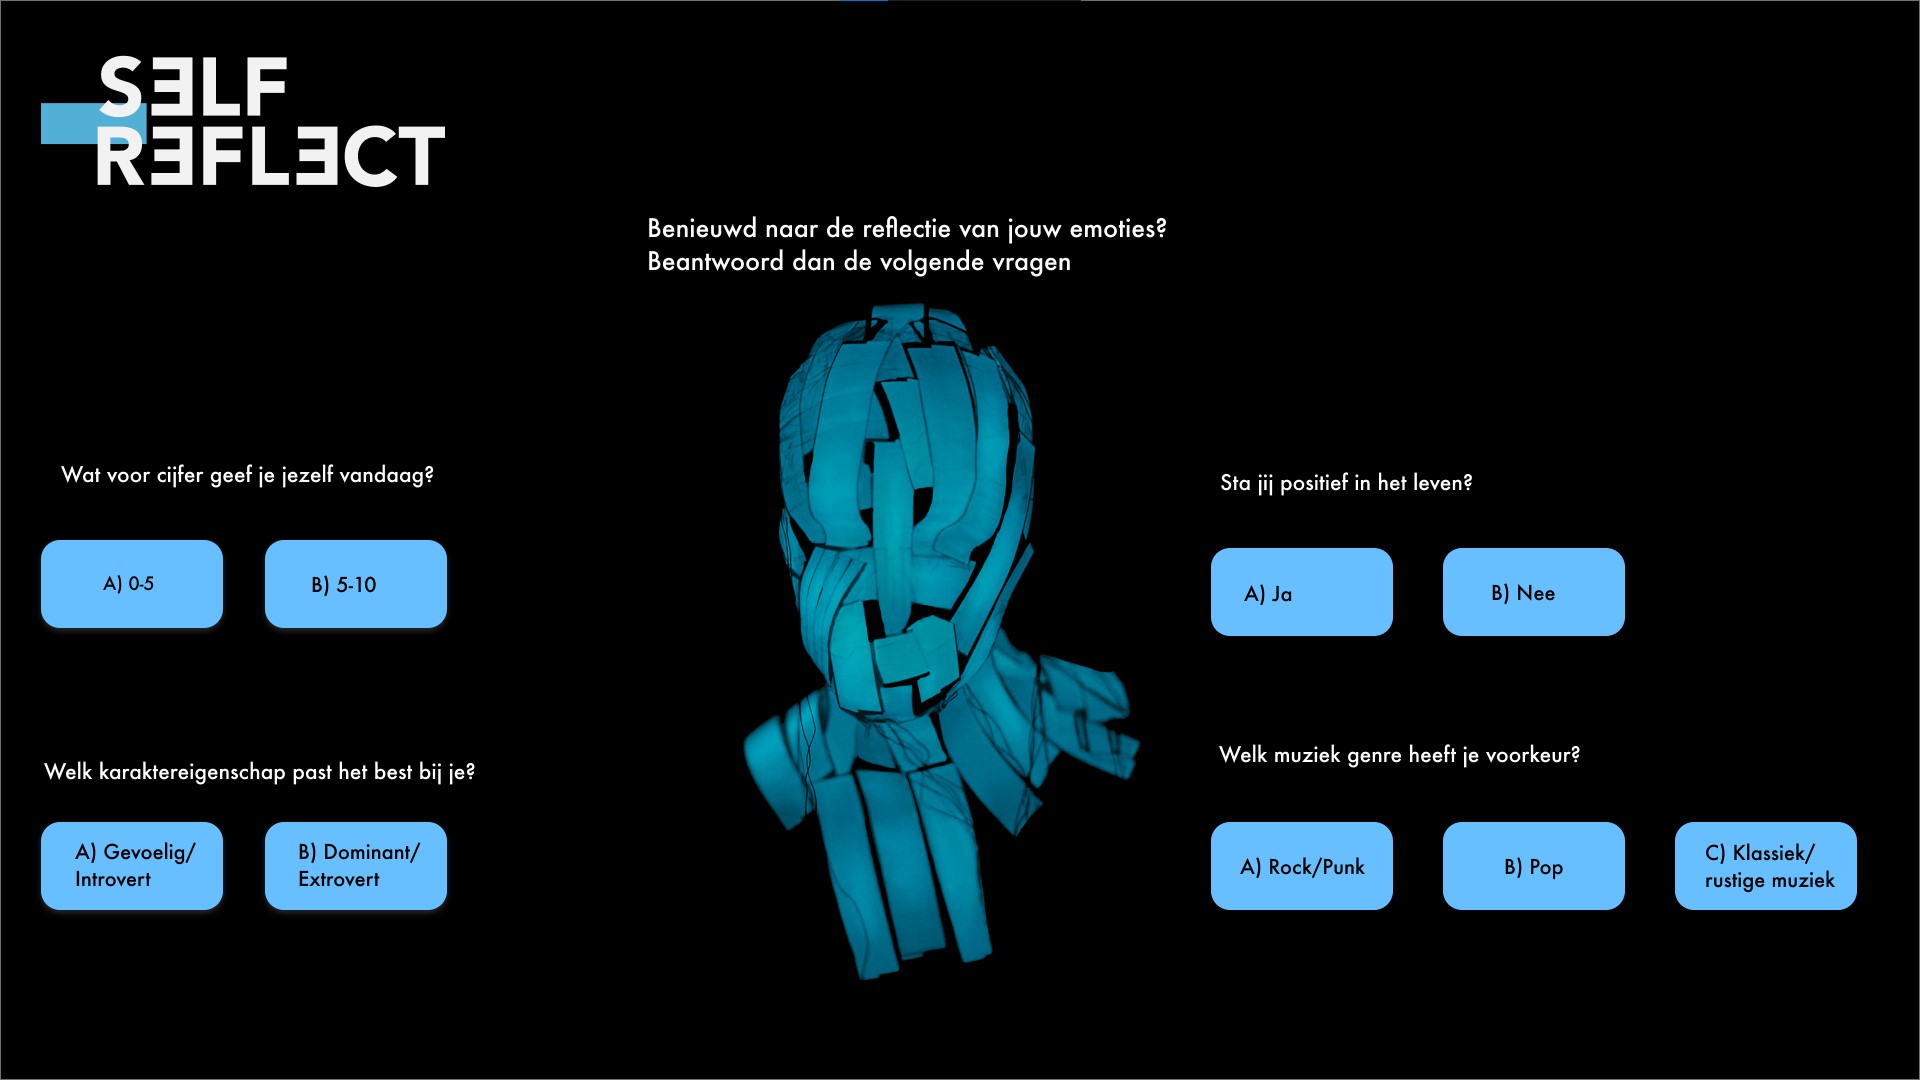 SELF
REFLECT
Benieuwd naar de reflectie van jouw emoties?
Beantwoord dan de volgende vragen
Wat voor cijfer geef je jezelf vandaag?
A) 0-5
B) 5-10
Welk karaktereigenschap past het best bij je?
A) Gevoelig/
Introvert
B) Dominant/
Extrovert
Sta jij positief in het leven?
A) Ja
B) Nee
Welk muziek genre heeft je voorkeur?
A) Rock/Punk
B) Pop
C) Klassiek/
rustige muziek